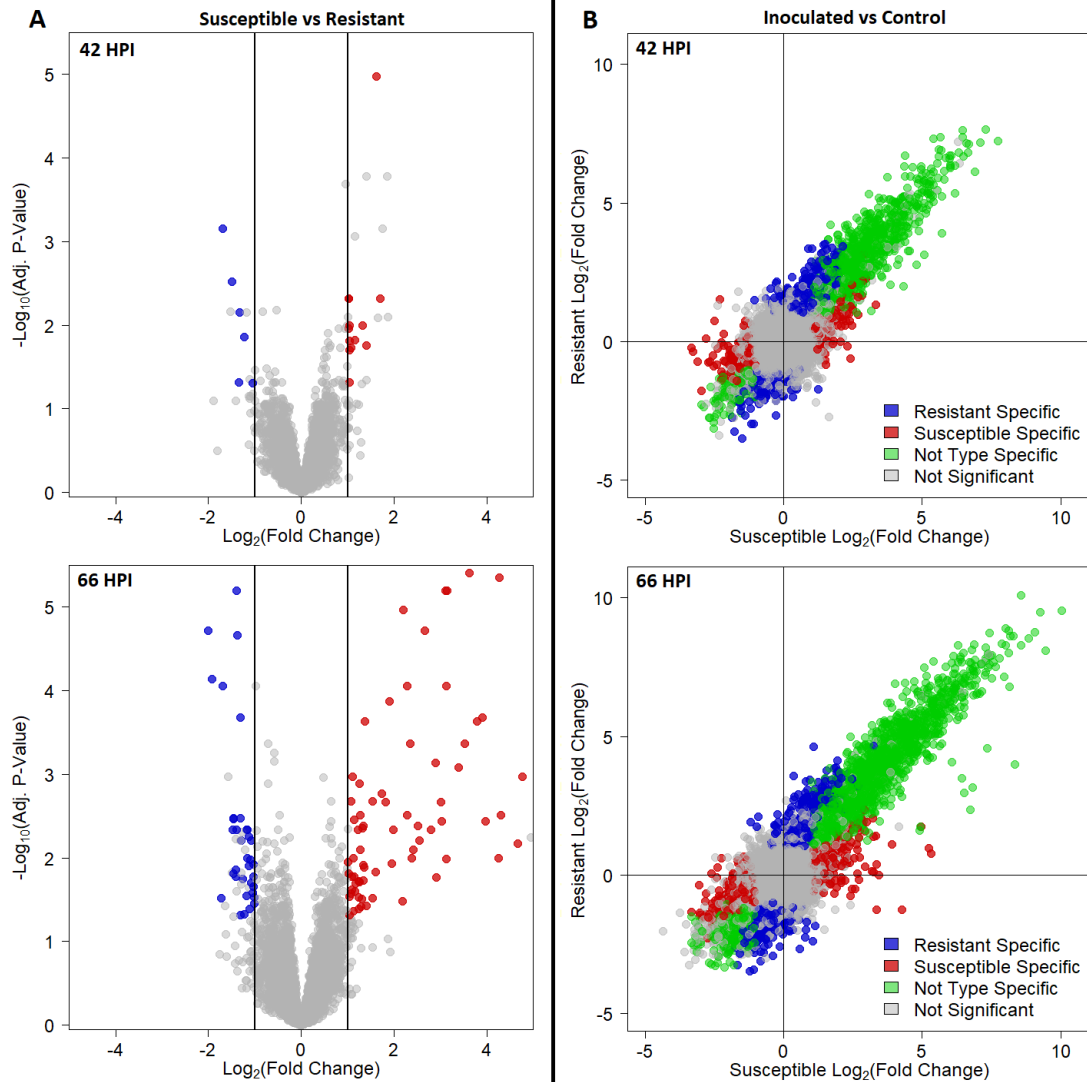 A
Susceptible vs Resistant
42 HPI
5
4
3
2
1
0
-Log10(Adj. P-Value)
-4 -2 0 2 4
Log2(Fold Change)
66 HPI
5
4
3
2
1
0
-Log10(Adj. P-Value)
-4 -2 0 2 4
Log2(Fold Change)
B
Inoculated vs Control
42 HPI
10
5
0
-5
Resistant Log2(Fold Change)
Resistant Specific
Susceptible Specific
Not Type Specific
Not Significant
-5 0 5 10
Susceptible Log2(Fold Change)
66 HPI
10
5
0
-5
Resistant Log2(Fold Change)
Resistant Specific
Susceptible Specific
Not Type Specific
Not Significant
-5 0 5 10
Susceptible Log2(Fold Change)